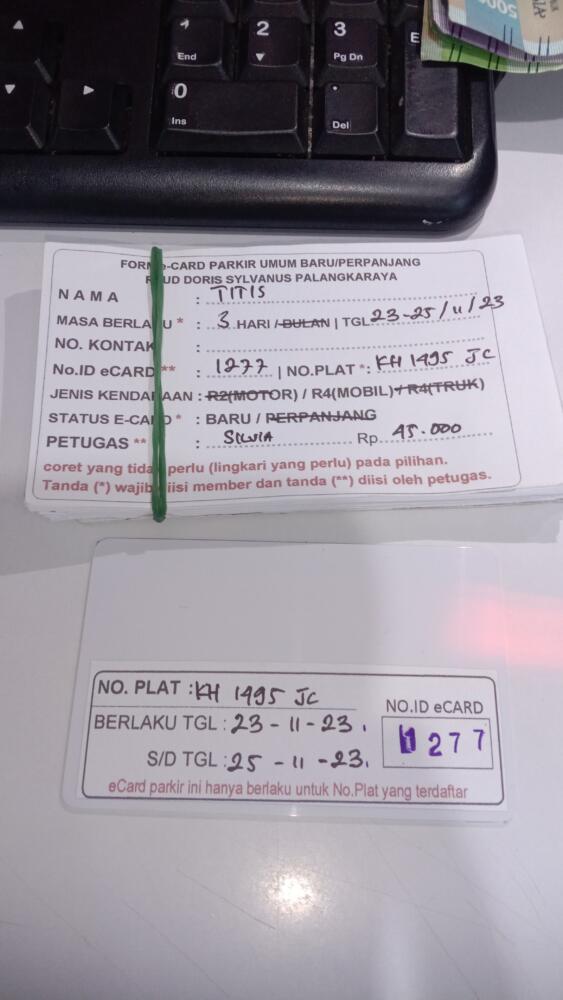 End
2
3
Pg Dn
0
Ins
Del
E
FORM e-CARD PARKIR UMUM BARU/PERPANJANG
RSUD DORIS SYLVANUS PALANGKARAYA
NAMA : TITIS
MASA BERLAKU * : 3 HARI / BULAN | TGL 23-25/11/23
NO. KONTAK :
No.ID eCARD ** : 1277 | NO.PLAT *: KH 1495 JC
JENIS KENDARAAN : R2(MOTOR) / R4(MOBIL) / R4(TRUK)
STATUS E-CARD * : BARU / PERPANJANG
PETUGAS ** : SILVIA Rp. 45.000
coret yang tidak perlu (lingkari yang perlu) pada pilihan.
Tanda (*) wajib diisi member dan tanda (**) diisi oleh petugas.
NO. PLAT : KH 1495 JC
NO.ID eCARD
BERLAKU TGL : 23 - 11 - 23.
1277
S/D TGL : 25 - 11 - 23.
eCard parkir ini hanya berlaku untuk No.Plat yang terdaftar